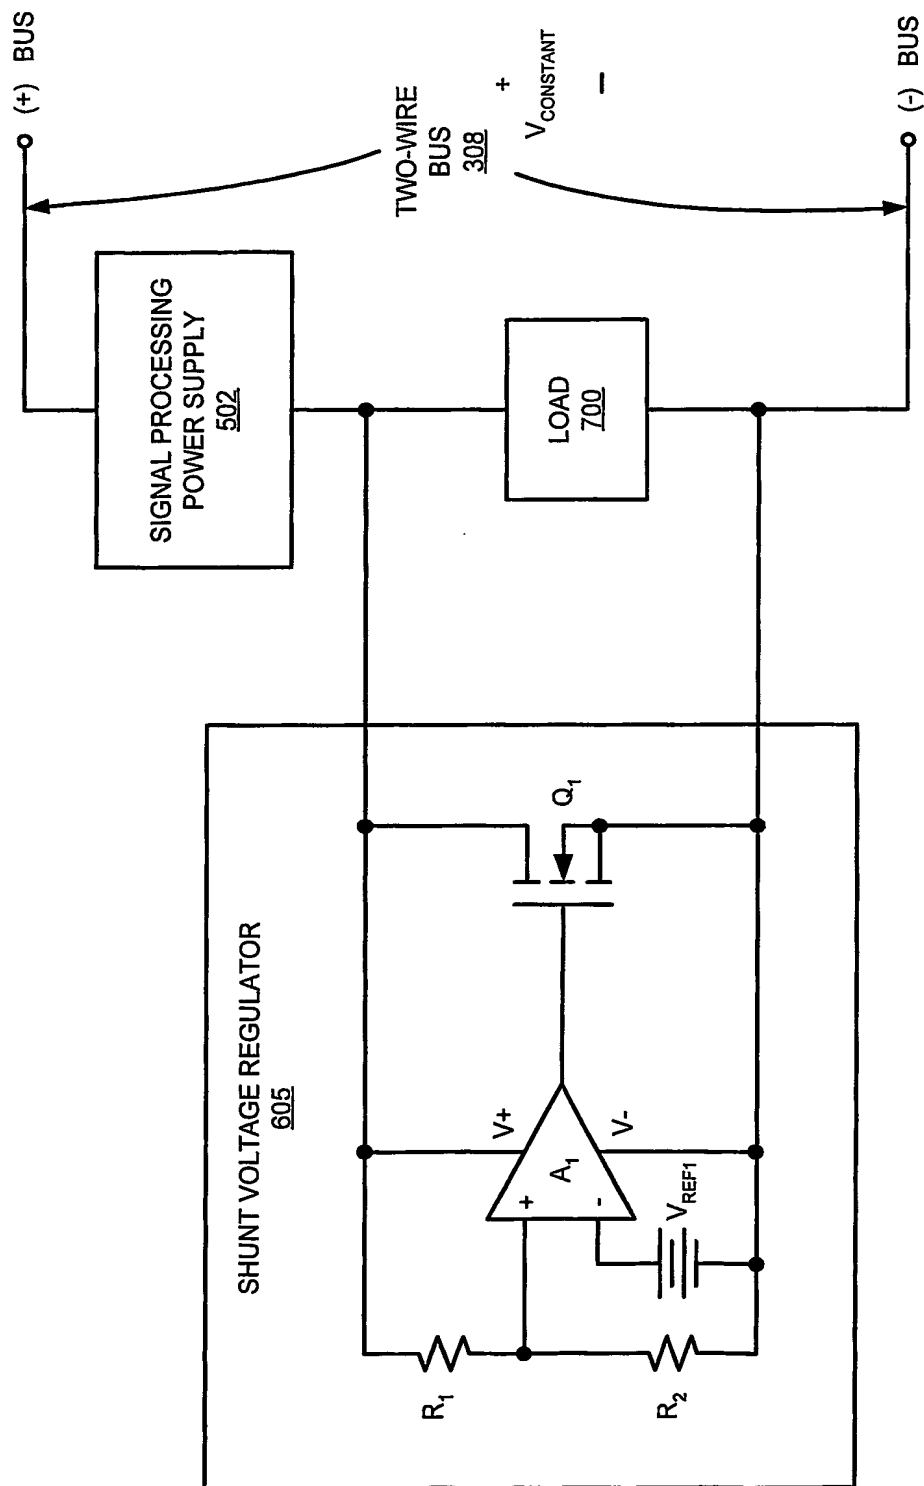 SHUNT VOLTAGE REGULATOR
605
R1
R2
+
-
A1
V+
V-
VREF1
Q1
SIGNAL PROCESSING
POWER SUPPLY
502
LOAD
700
TWO-WIRE
BUS
308
+
VCONSTANT
-
(+) BUS
(-) BUS